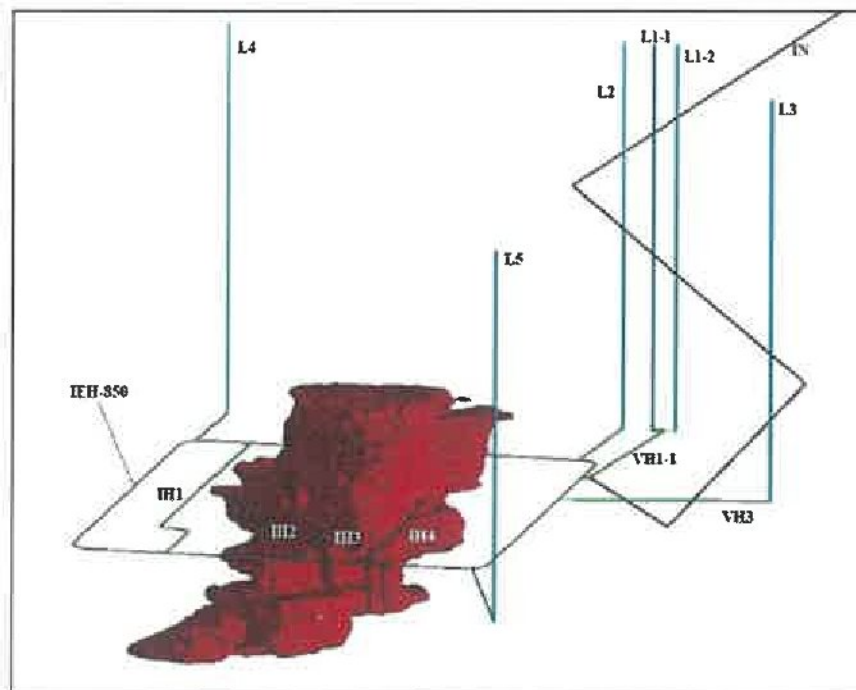 L4
L1-1
L1-2
IN
L2
L3
L5
IEH-850
IH1
VH1-1
IH2
IH3
IH4
VH3